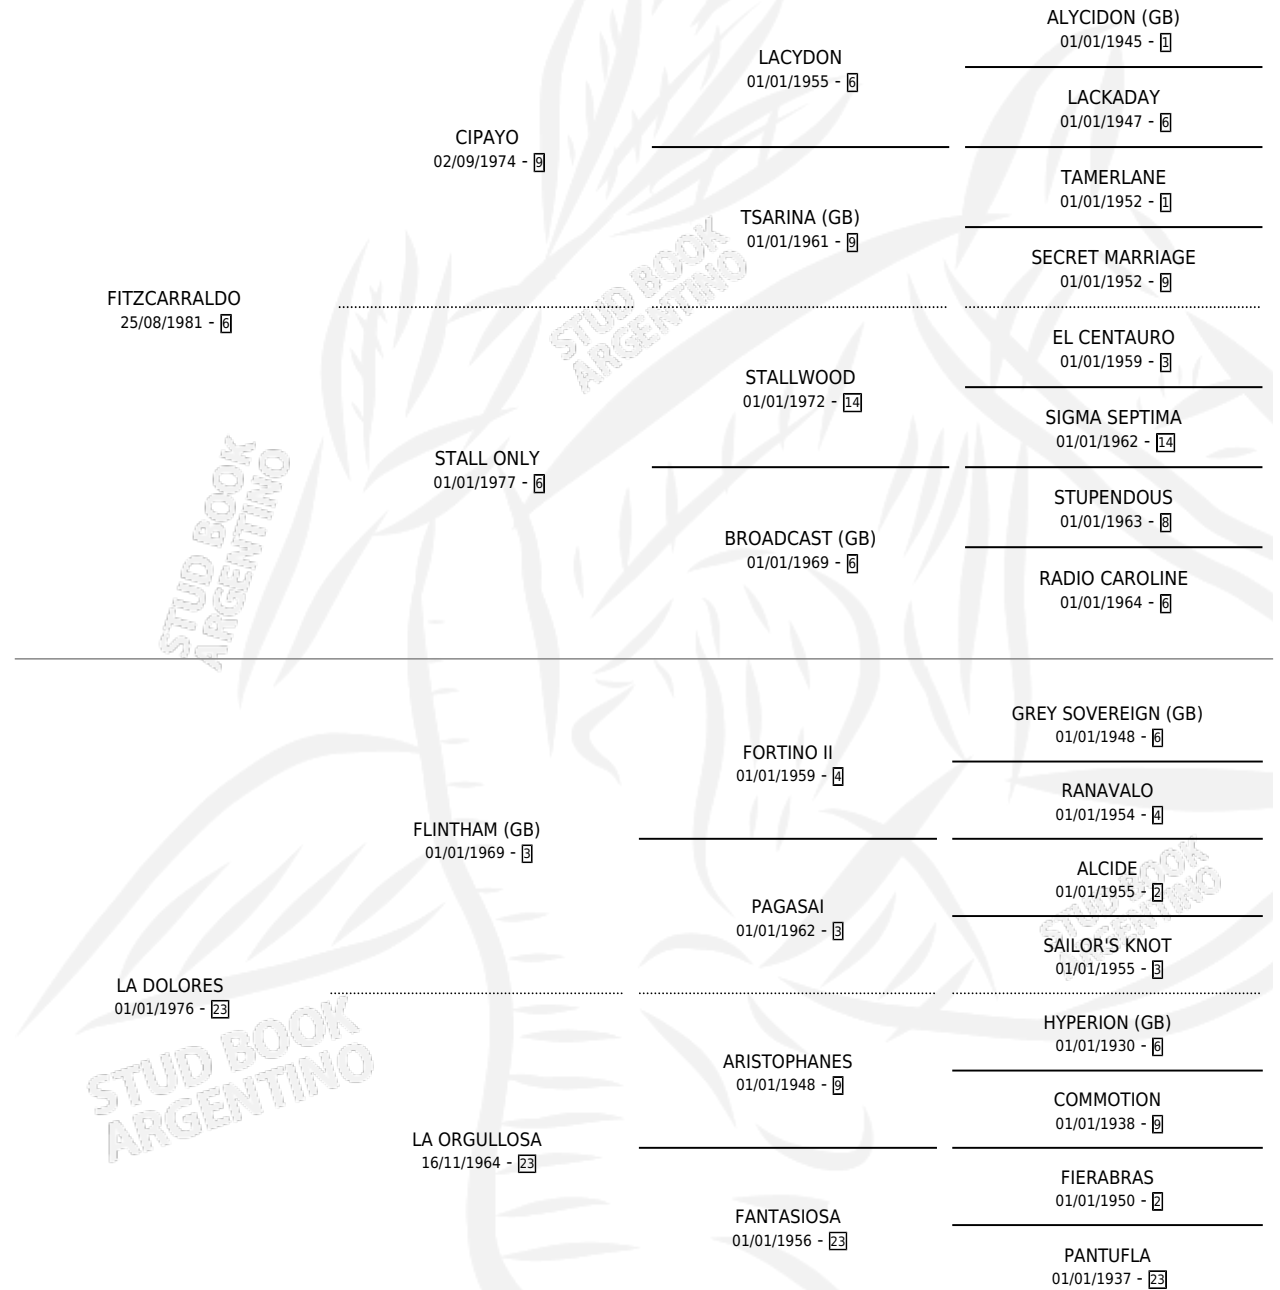 ALYCIDON (GB)
01/01/1945 - 1
LACYDON
01/01/1955 - 6
LACKADAY
01/01/1947 - 6
CIPAYO
02/09/1974 - 9
TAMERLANE
01/01/1952 - 1
TSARINA (GB)
01/01/1961 - 9
SECRET MARRIAGE
01/01/1952 - 9
FITZCARRALDO
25/08/1981 - 6
STUD BOOK
ARGENTINO
EL CENTAURO
01/01/1959 - 3
STALLWOOD
01/01/1972 - 14
SIGMA SEPTIMA
01/01/1962 - 14
STALL ONLY
01/01/1977 - 6
STUPENDOUS
01/01/1963 - 8
BROADCAST (GB)
01/01/1969 - 6
RADIO CAROLINE
01/01/1964 - 6
STUD BOOK
ARGENTINO
GREY SOVEREIGN (GB)
01/01/1948 - 6
FORTINO II
01/01/1959 - 4
RANAVALO
01/01/1954 - 4
FLINTHAM (GB)
01/01/1969 - 3
ALCIDE
01/01/1955 - 2
PAGASAI
01/01/1962 - 3
STUD BOOK
ARGENTINO
SAILOR'S KNOT
01/01/1955 - 3
LA DOLORES
01/01/1976 - 23
HYPERION (GB)
01/01/1930 - 6
STUD BOOK
ARGENTINO
ARISTOPHANES
01/01/1948 - 9
COMMOTION
01/01/1938 - 9
LA ORGULLOSA
16/11/1964 - 23
FIERABRAS
01/01/1950 - 2
FANTASIOSA
01/01/1956 - 23
PANTUFLA
01/01/1937 - 23